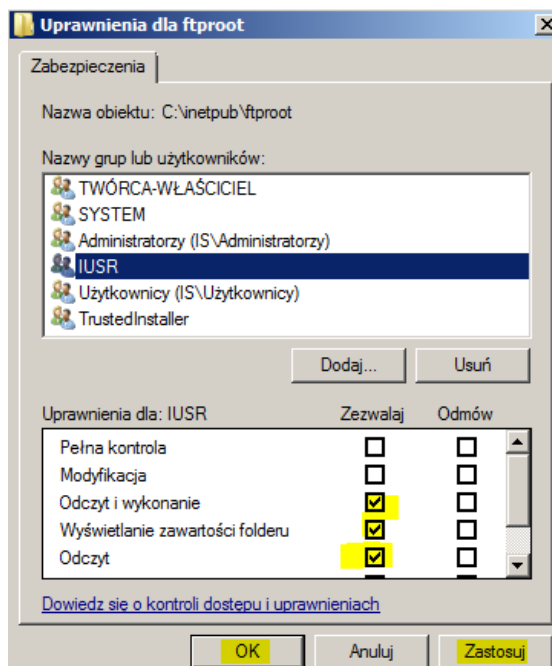 Uprawnienia dla ftproot
Zabezpieczenia
Nazwa obiektu: C:\inetpub\ftproot
Nazwy grup lub użytkowników:
TWÓRCA-WŁAŚCICIEL
SYSTEM
Administratorzy (IS\Administratorzy)
IUSR
Użytkownicy (IS\Użytkownicy)
TrustedInstaller
Dodaj... Usuń
Uprawnienia dla: IUSR Zezwalaj Odmów
Pełna kontrola
Modyfikacja
Odczyt i wykonanie
Wyświetlanie zawartości folderu
Odczyt
Dowiedz się o kontroli dostępu i uprawnieniach
OK Anuluj Zastosuj